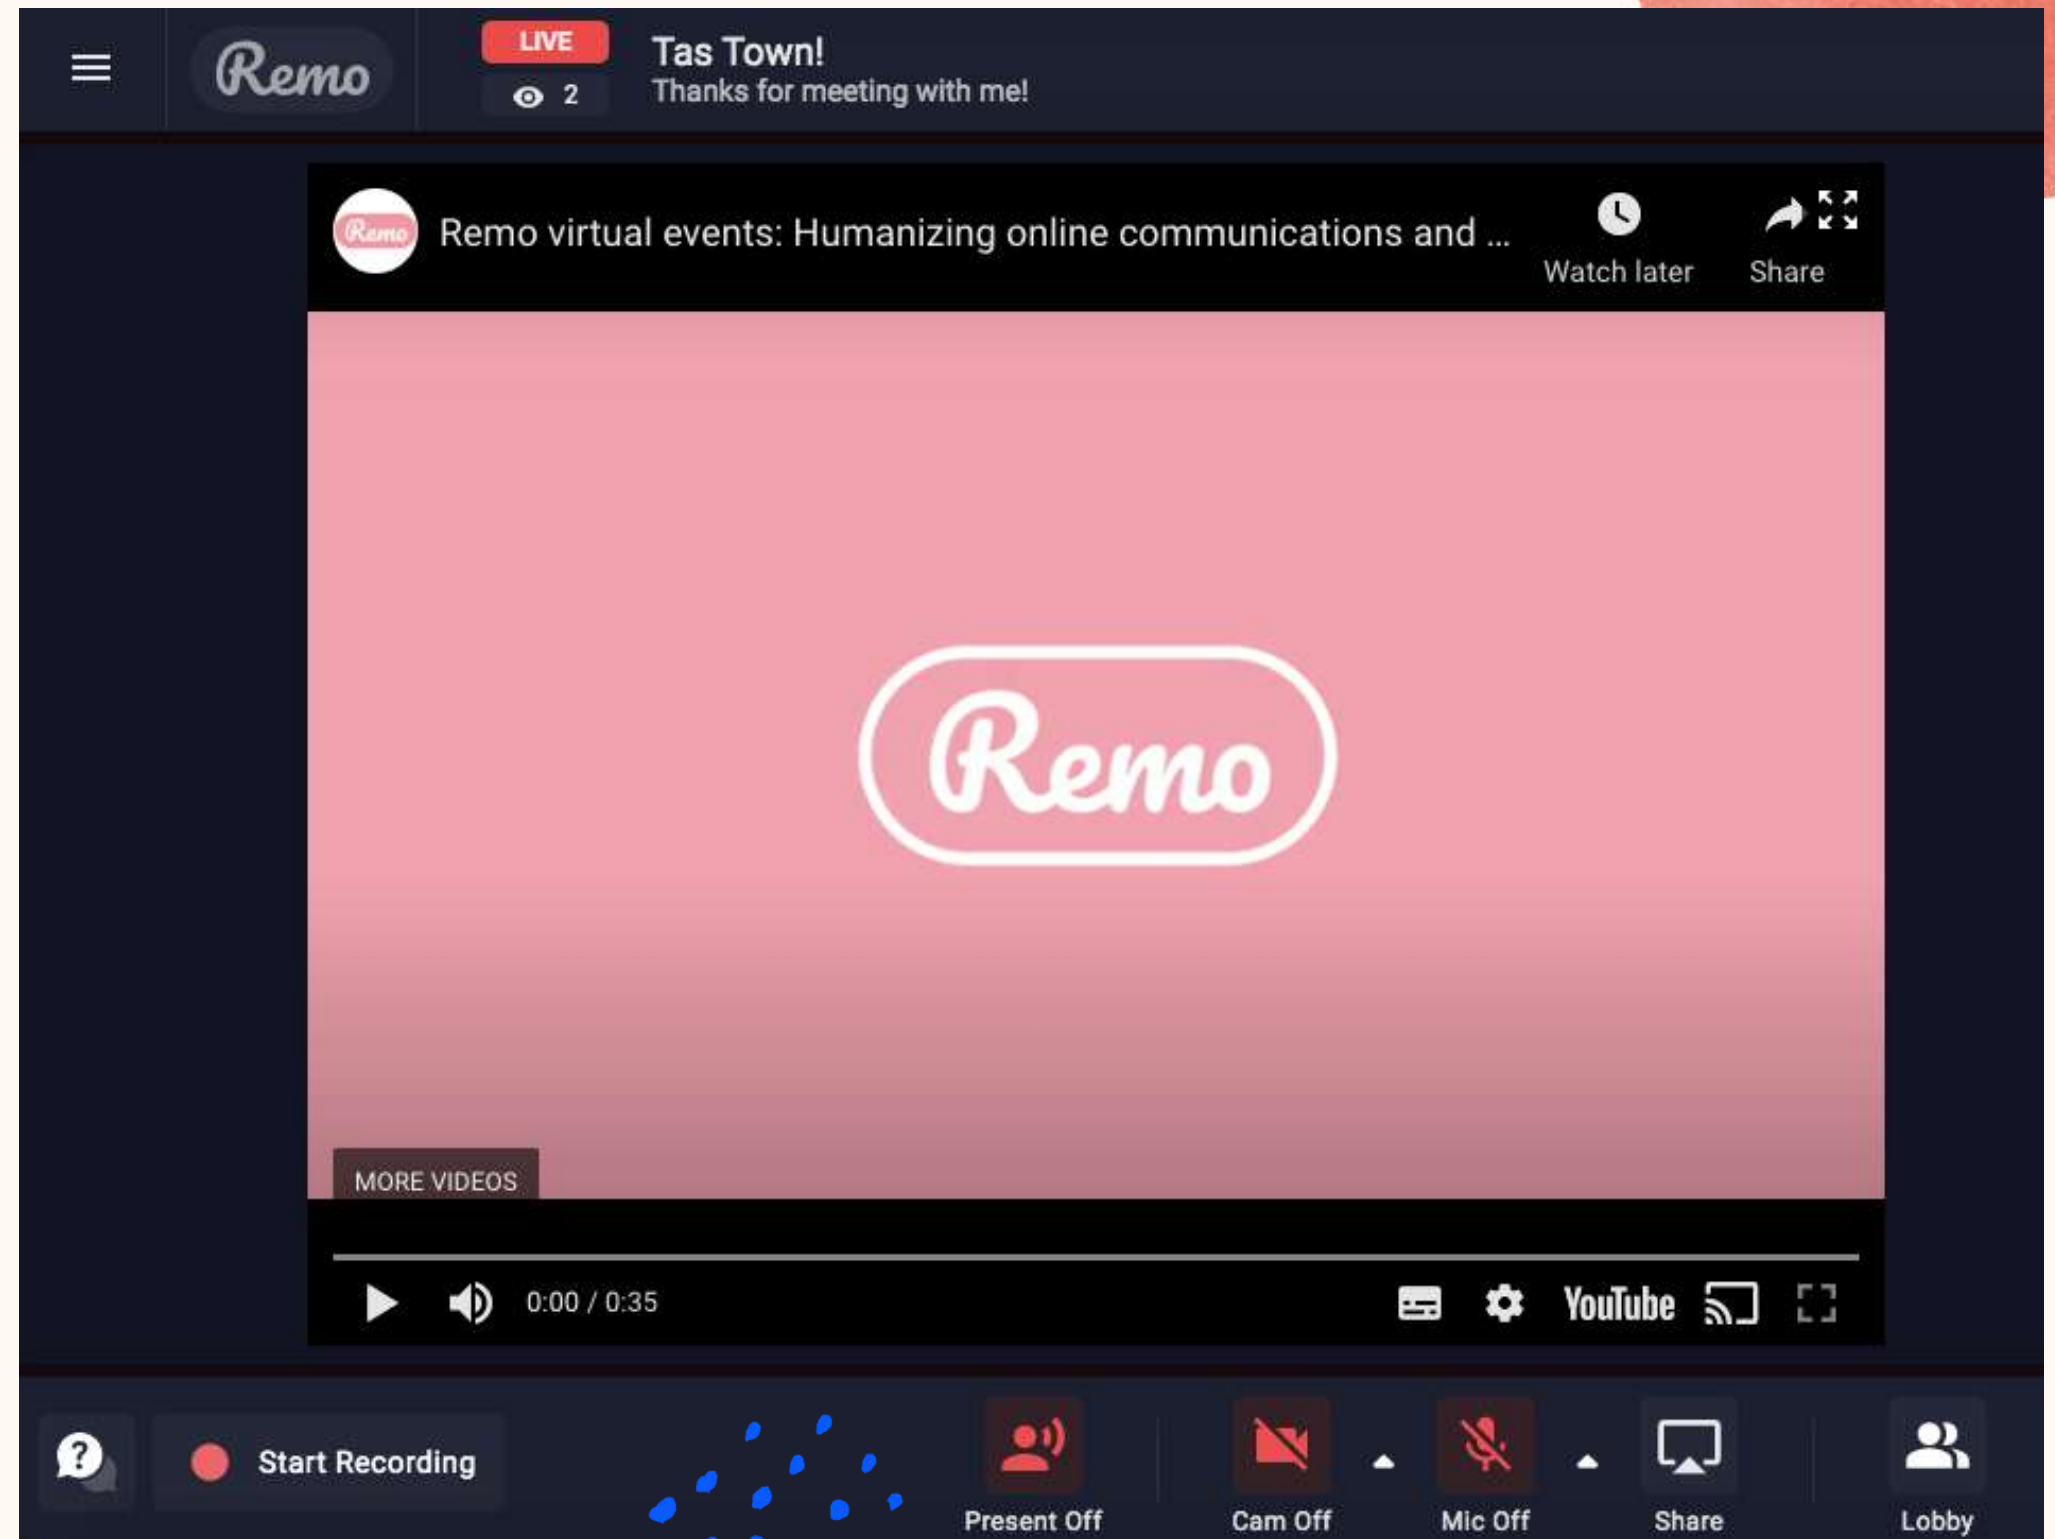 Remo
LIVE
2
Tas Town!
Thanks for meeting with me!
Remo
Remo virtual events: Humanizing online communications and ...
Watch later
Share
Remo
MORE VIDEOS
0:00 / 0:35
YouTube
?
Start Recording
Present Off
Cam Off
Mic Off
Share
Lobby